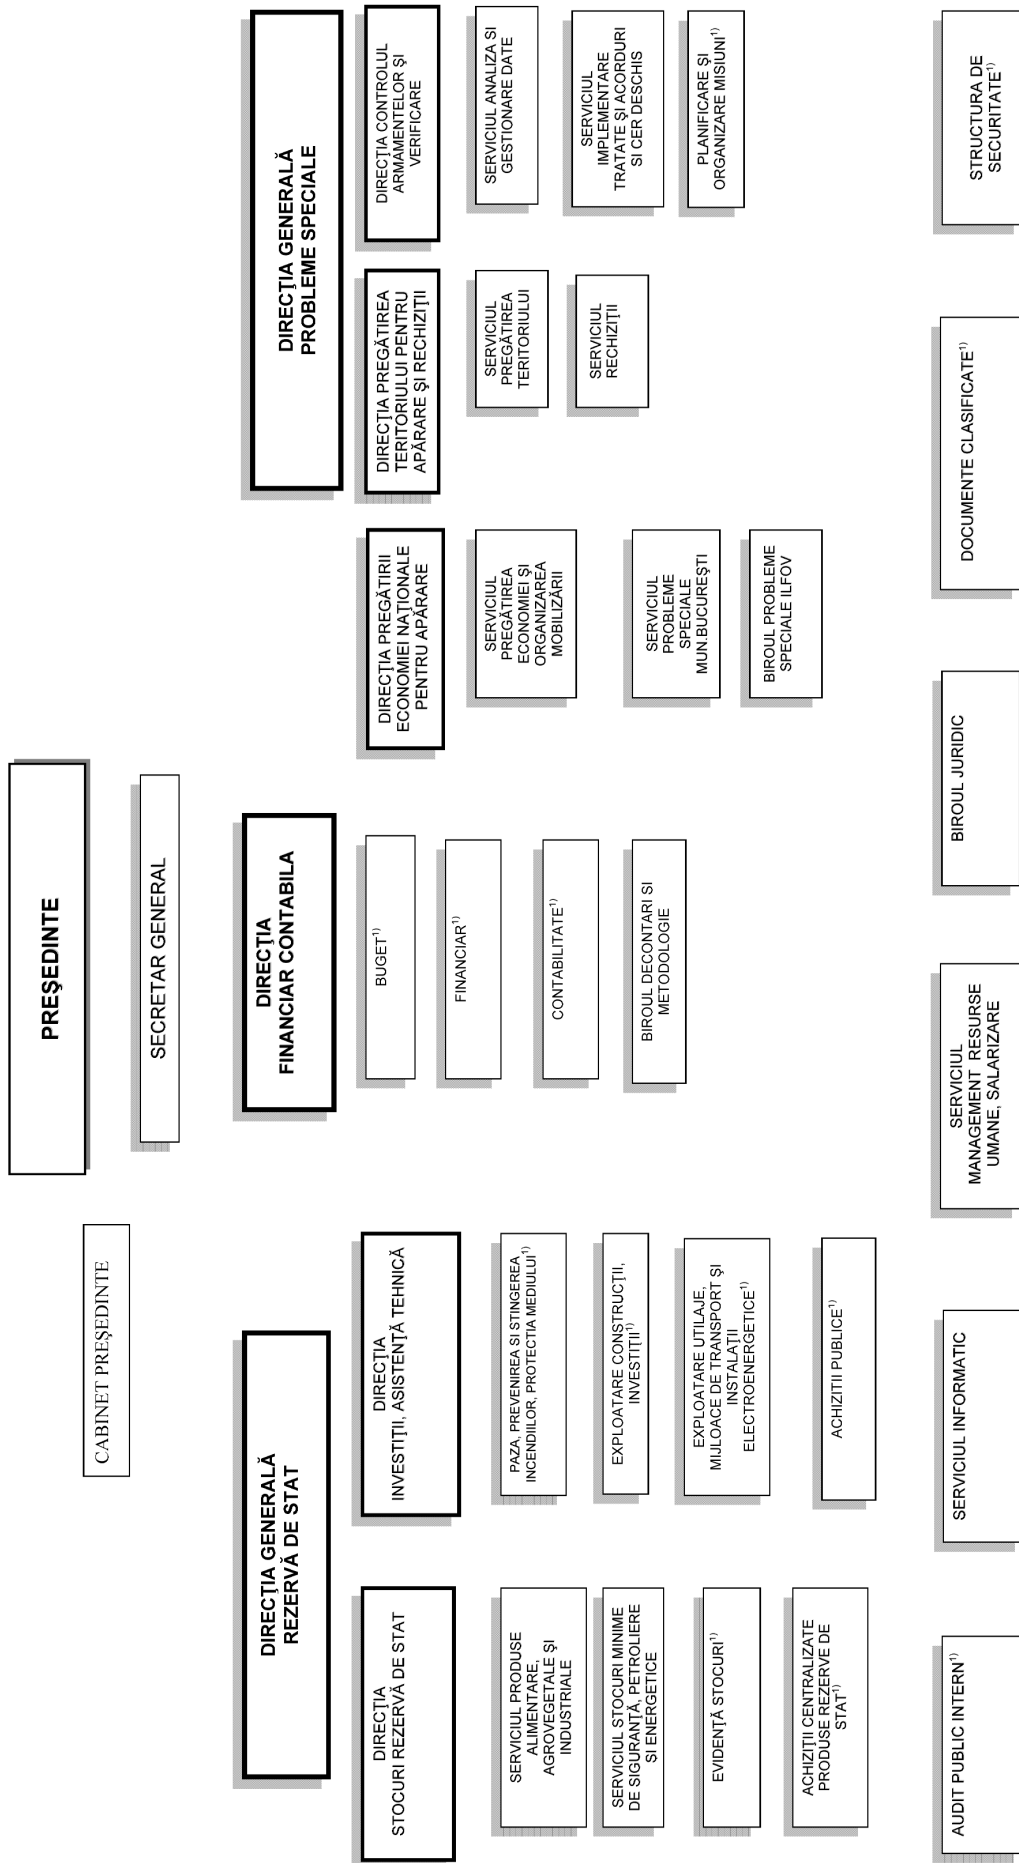 PREŞEDINTE
CABINET PREŞEDINTE
SECRETAR GENERAL
DIRECŢIA GENERALĂ
REZERVĂ DE STAT
DIRECŢIA
FINANCIAR CONTABILA
DIRECŢIA GENERALĂ
PROBLEME SPECIALE
DIRECŢIA
STOCURI REZERVĂ DE STAT
SERVICIUL PRODUSE
ALIMENTARE,
AGROVEGETALE ŞI
INDUSTRIALE
SERVICIUL STOCURI MINIME
DE SIGURANŢĂ, PETROLIERE
ŞI ENERGETICE
EVIDENŢĂ STOCURI1)
ACHIZIŢII CENTRALIZATE
PRODUSE REZERVE DE
STAT1)
DIRECŢIA
INVESTIŢII, ASISTENŢĂ TEHNICĂ
PAZA, PREVENIREA SI STINGEREA
INCENDIILOR, PROTECTIA MEDIULUI1)
EXPLOATARE CONSTRUCŢII,
INVESTIŢII1)
EXPLOATARE UTILAJE,
MIJLOACE DE TRANSPORT ŞI
INSTALAŢII
ELECTROENERGETICE1)
ACHIZITII PUBLICE1)
BUGET1)
FINANCIAR1)
CONTABILITATE1)
BIROUL DECONTARI SI
METODOLOGIE
DIRECŢIA PREGĂTIRII
ECONOMIEI NAŢIONALE
PENTRU APĂRARE
SERVICIUL
PREGĂTIREA
ECONOMIEI ŞI
ORGANIZAREA
MOBILIZĂRII
SERVICIUL
PROBLEME
SPECIALE
MUN.BUCUREŞTI
BIROUL PROBLEME
SPECIALE ILFOV
DIRECŢIA PREGĂTIREA
TERITORIULUI PENTRU
APĂRARE ŞI RECHIZIŢII
SERVICIUL
PREGĂTIREA
TERITORIULUI
SERVICIUL
RECHIZIŢII
DIRECŢIA CONTROLUL
ARMAMENTELOR ŞI
VERIFICARE
SERVICIUL ANALIZA SI
GESTIONARE DATE
SERVICIUL
IMPLEMENTARE
TRATATE ŞI ACORDURI
SI CER DESCHIS
PLANIFICARE ŞI
ORGANIZARE MISIUNI1)
AUDIT PUBLIC INTERN1)
SERVICIUL INFORMATIC
SERVICIUL
MANAGEMENT RESURSE
UMANE, SALARIZARE
BIROUL JURIDIC
DOCUMENTE CLASIFICATE1)
STRUCTURA DE
SECURITATE1)